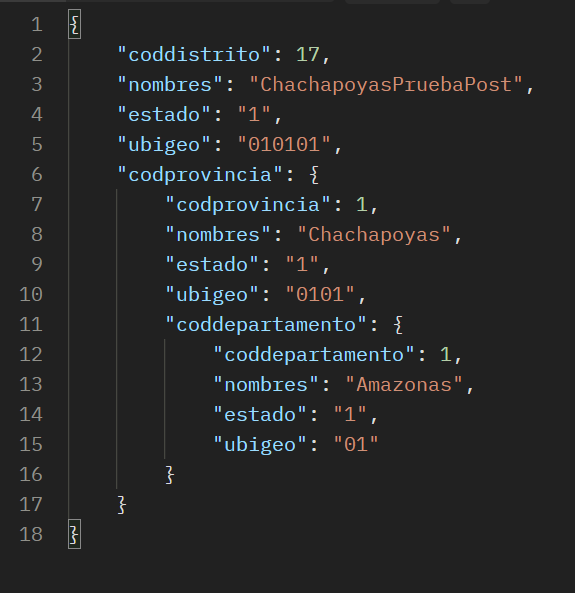 1 {
2     "coddistrito": 17,
3     "nombres": "ChachapoyasPruebaPost",
4     "estado": "1",
5     "ubigeo": "010101",
6     "codprovincia": {
7         "codprovincia": 1,
8         "nombres": "Chachapoyas",
9         "estado": "1",
10         "ubigeo": "0101",
11         "coddepartamento": {
12             "coddepartamento": 1,
13             "nombres": "Amazonas",
14             "estado": "1",
15             "ubigeo": "01"
16         }
17     }
18 }